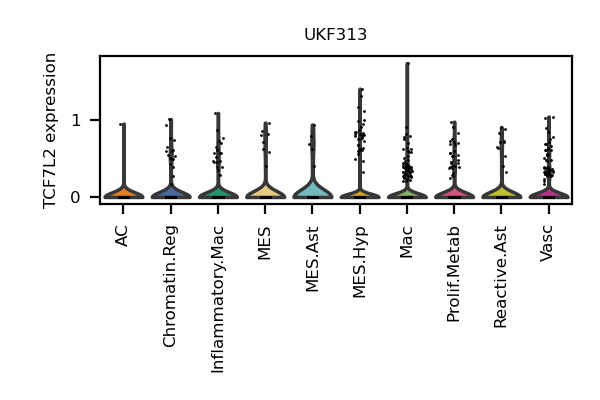 UKF313
TCF7L2 expression
1
0
AC
Chromatin.Reg
Inflammatory.Mac
MES
MES.Ast
MES.Hyp
Mac
Prolif.Metab
Reactive.Ast
Vasc